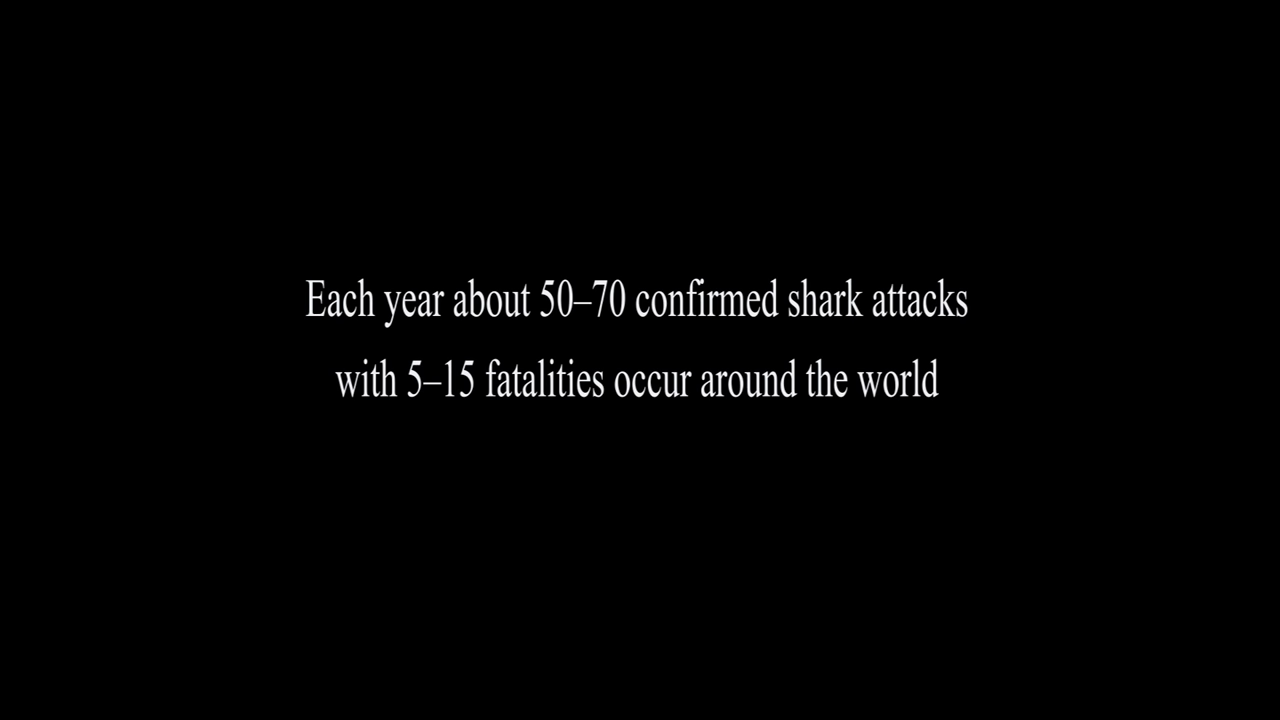 Each year about 50–70 confirmed shark attacks
with 5–15 fatalities occur around the world